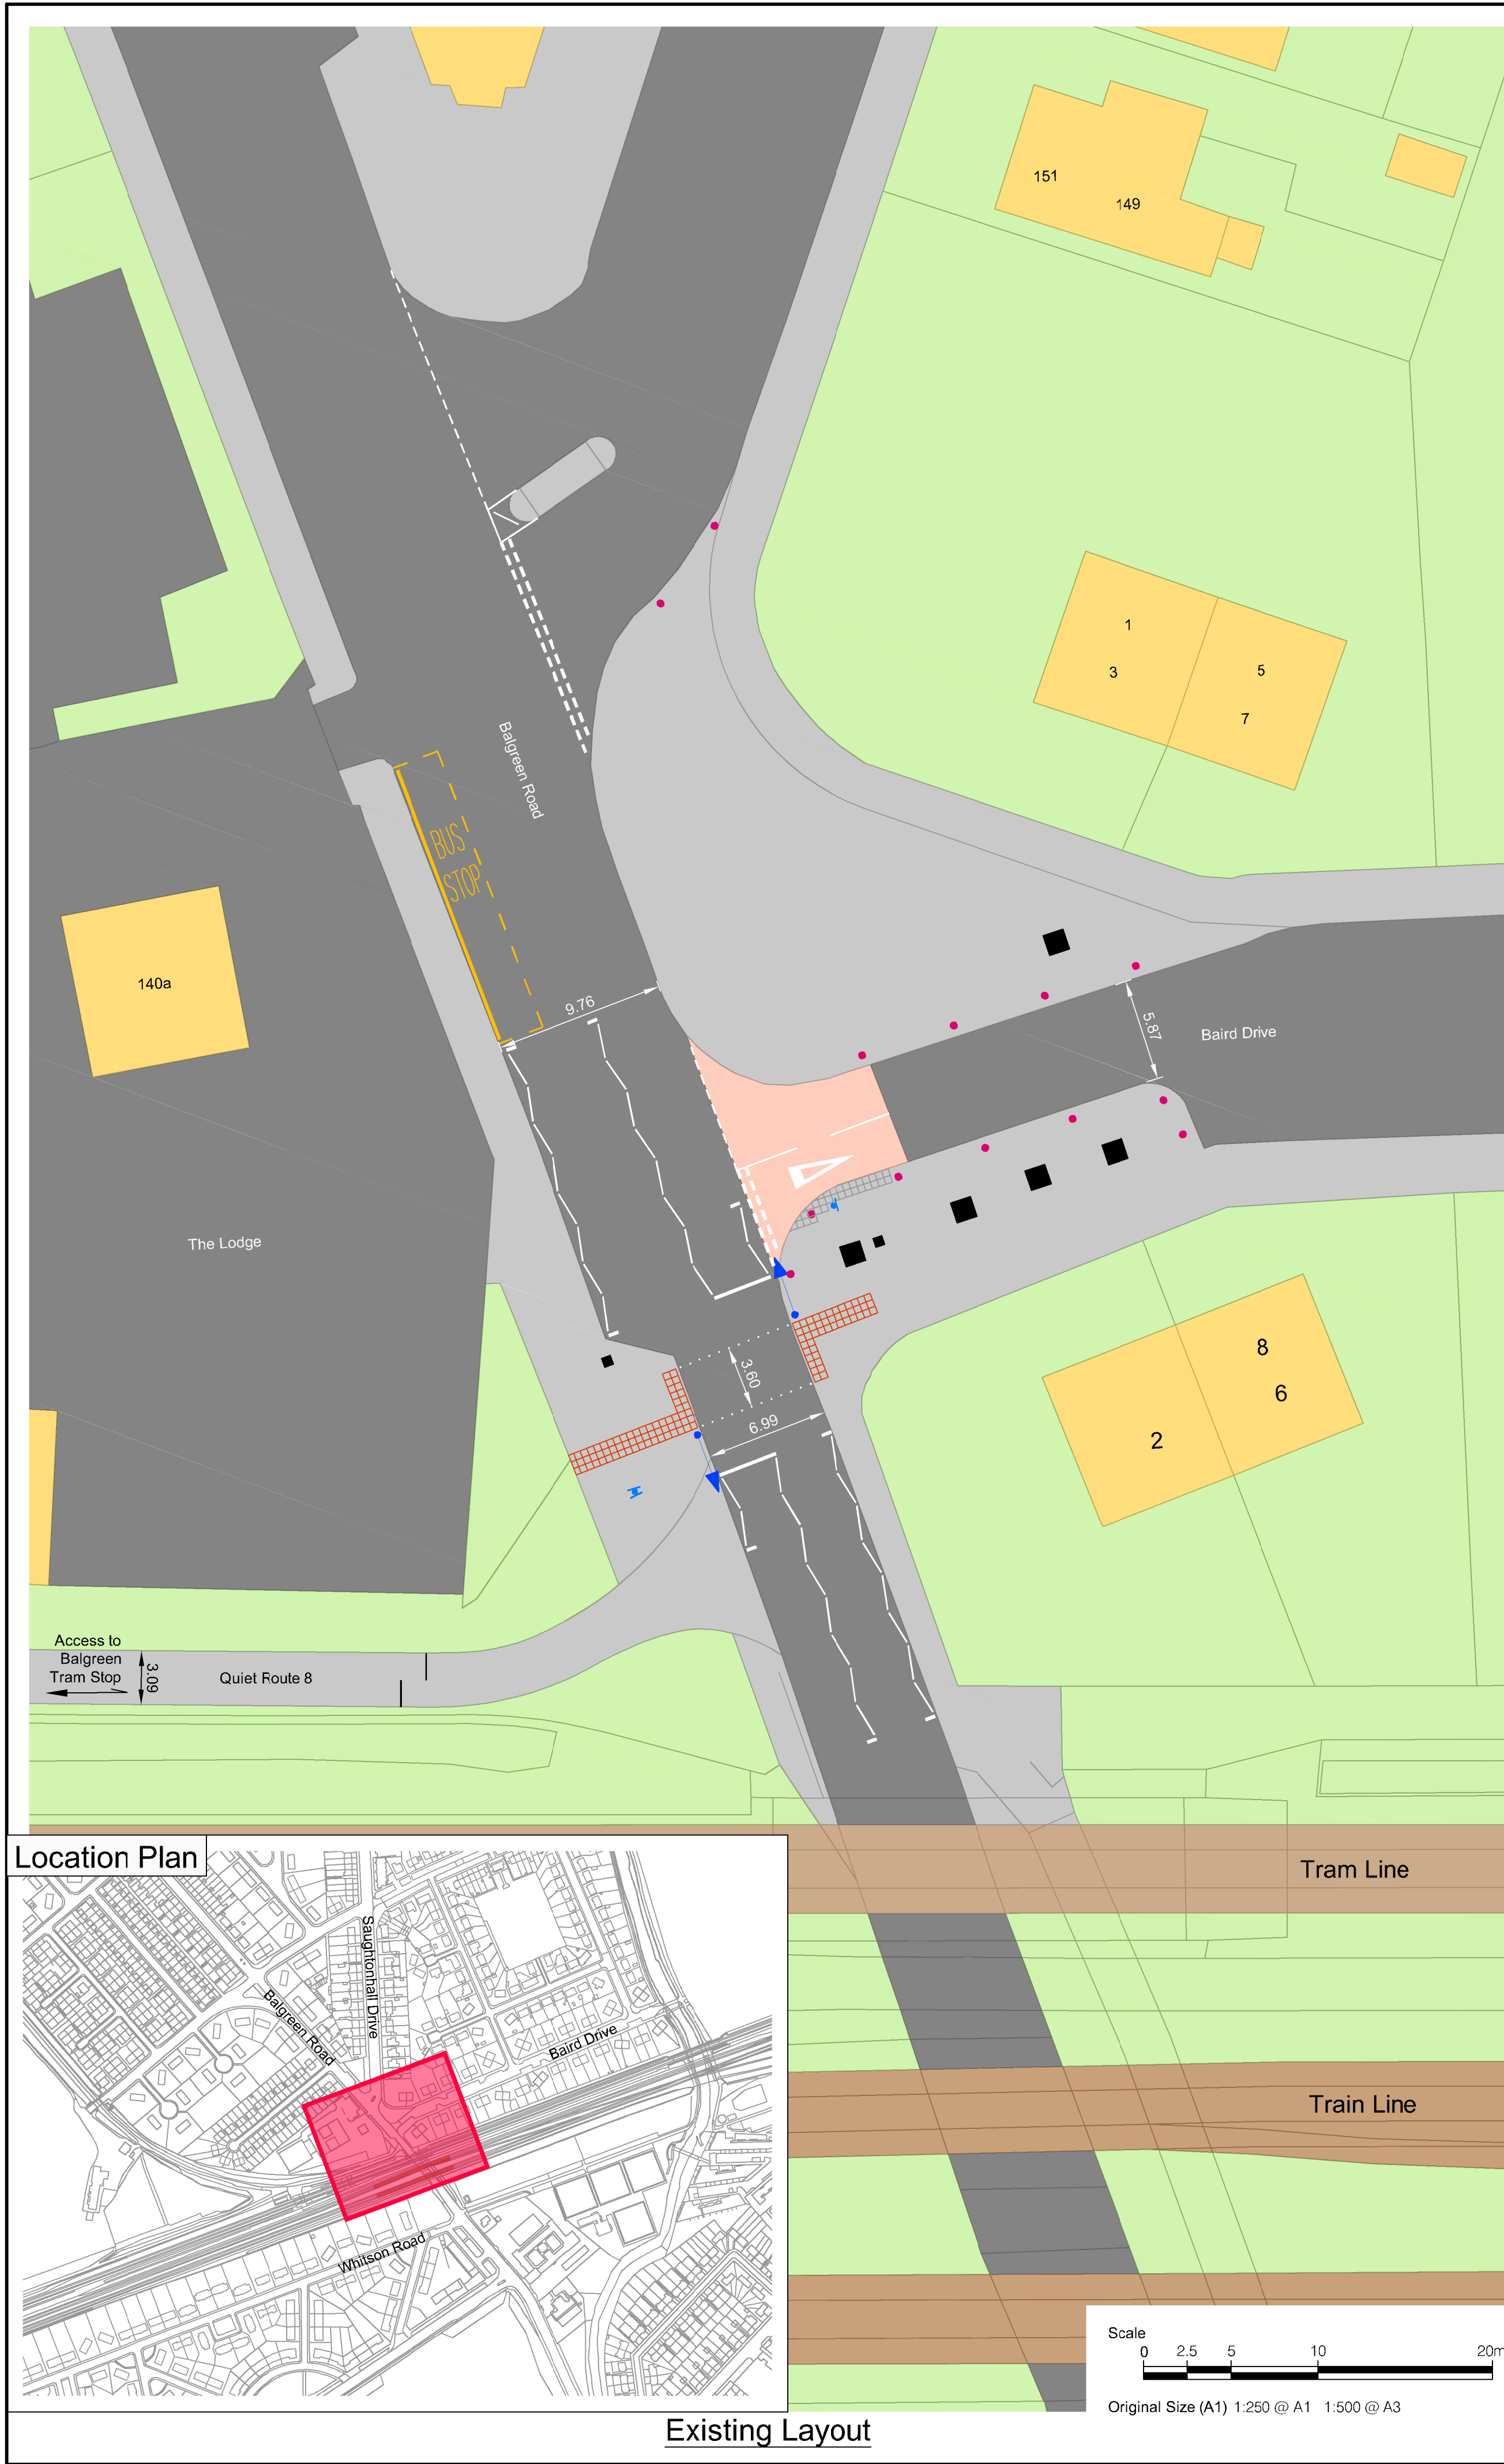 151
149
1
3
5
7
Balgreen Road
BUS
STOP
140a
9.76
5.87
Baird Drive
The Lodge
3.60
6.99
8
6
2
Access to
Balgreen
Tram Stop
3.09
Quiet Route 8
Location Plan
Tram Line
Saughtonhall Drive
Balgreen Road
Baird Drive
Train Line
Whitson Road
Scale
0 2.5 5 10 20m
Original Size (A1) 1:250 @ A1 1:500 @ A3
Existing Layout